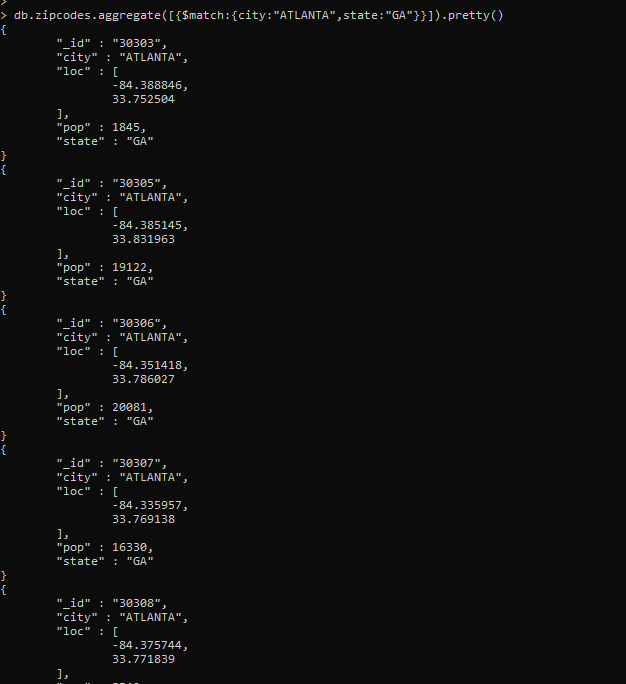 >
> db.zipcodes.aggregate([{$match:{city:"ATLANTA",state:"GA"}}]).pretty()
{
        "_id" : "30303",
        "city" : "ATLANTA",
        "loc" : [
                -84.388846,
                33.752504
        ],
        "pop" : 1845,
        "state" : "GA"
}
{
        "_id" : "30305",
        "city" : "ATLANTA",
        "loc" : [
                -84.385145,
                33.831963
        ],
        "pop" : 19122,
        "state" : "GA"
}
{
        "_id" : "30306",
        "city" : "ATLANTA",
        "loc" : [
                -84.351418,
                33.786027
        ],
        "pop" : 20081,
        "state" : "GA"
}
{
        "_id" : "30307",
        "city" : "ATLANTA",
        "loc" : [
                -84.335957,
                33.769138
        ],
        "pop" : 16330,
        "state" : "GA"
}
{
        "_id" : "30308",
        "city" : "ATLANTA",
        "loc" : [
                -84.375744,
                33.771839
        ],